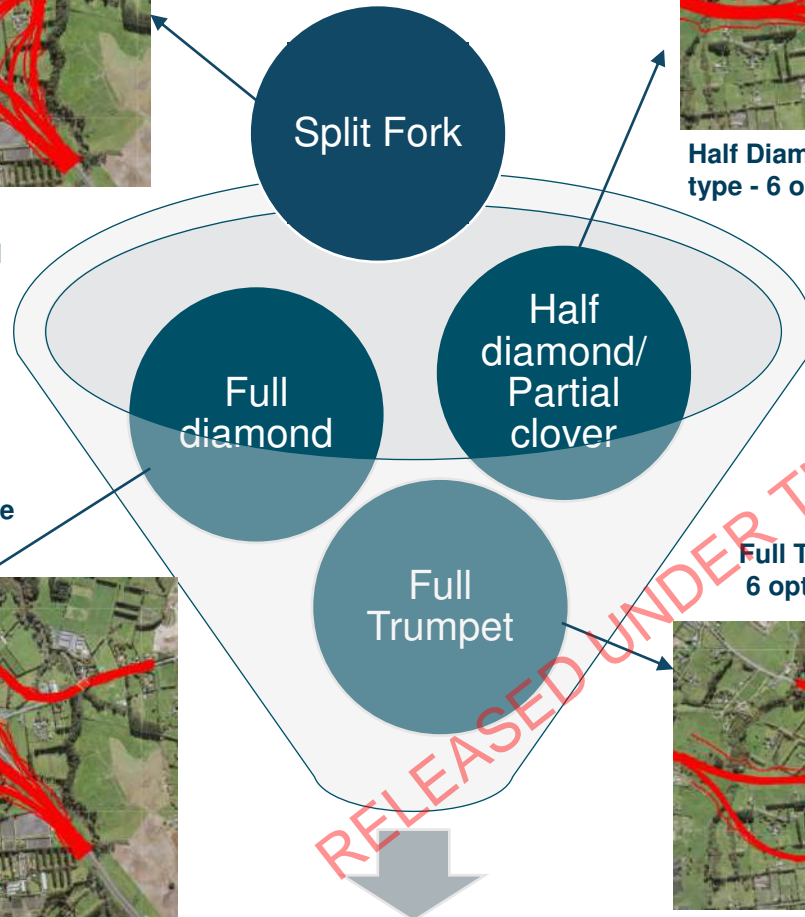 Split Fork
Half Diam
type - 6 o
Half
diamond/
Partial
clover
Full
diamond
Full T
6 opt
Full
Trumpet
RELEASED UNDER T